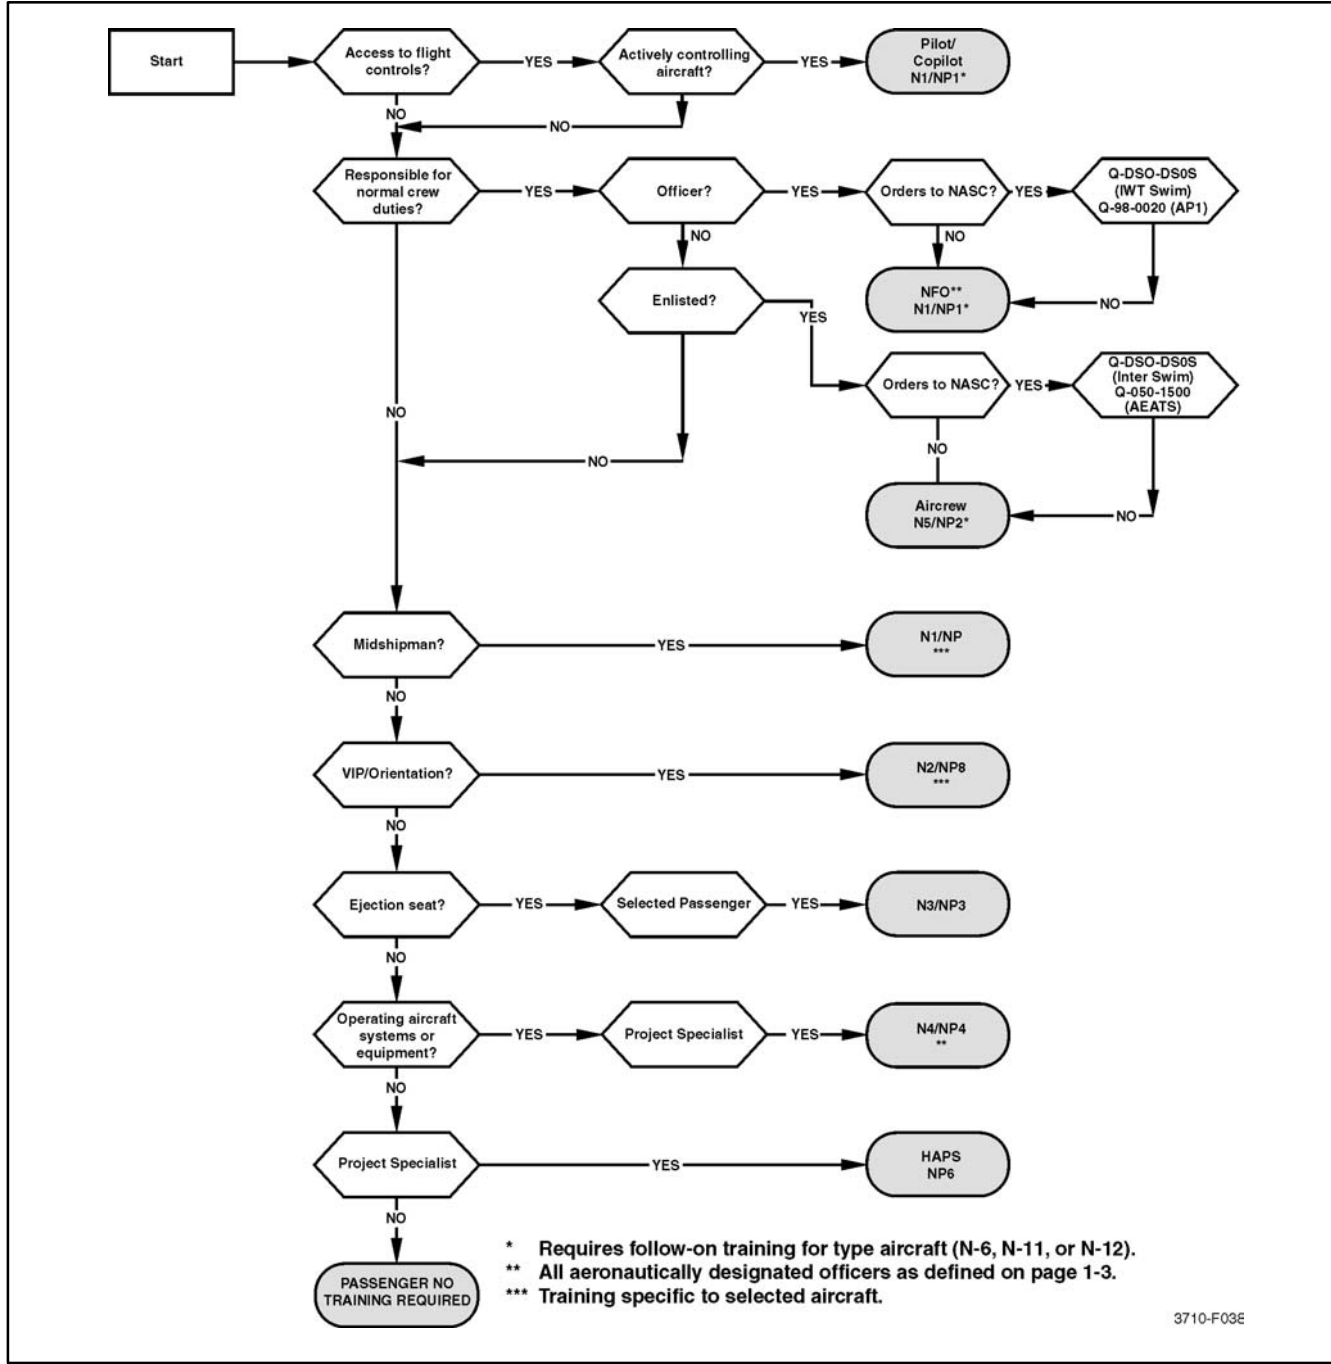 Start
Access to flight
controls?
YES
Actively controlling
aircraft?
YES
Pilot/
Copilot
N1/NP1*
NO
NO
Responsible for
normal crew
duties?
YES
Officer?
YES
Orders to NASC?
YES
Q-DSO-DS0S
(IWT Swim)
Q-98-0020 (AP1)
NO
NO
NFO**
N1/NP1*
NO
Enlisted?
YES
Orders to NASC?
YES
Q-DSO-DS0S
(Inter Swim)
Q-050-1500
(AEATS)
NO
NO
NO
Aircrew
N5/NP2*
NO
Midshipman?
YES
N1/NP
***
NO
VIP/Orientation?
YES
N2/NP8
***
NO
Ejection seat?
YES
Selected Passenger
YES
N3/NP3
NO
Operating aircraft
systems or
equipment?
YES
Project Specialist
YES
N4/NP4
**
NO
Project Specialist
YES
HAPS
NP6
NO
PASSENGER NO
TRAINING REQUIRED
* Requires follow-on training for type aircraft (N-6, N-11, or N-12).
** All aeronautically designated officers as defined on page 1-3.
*** Training specific to selected aircraft.
3710-F038